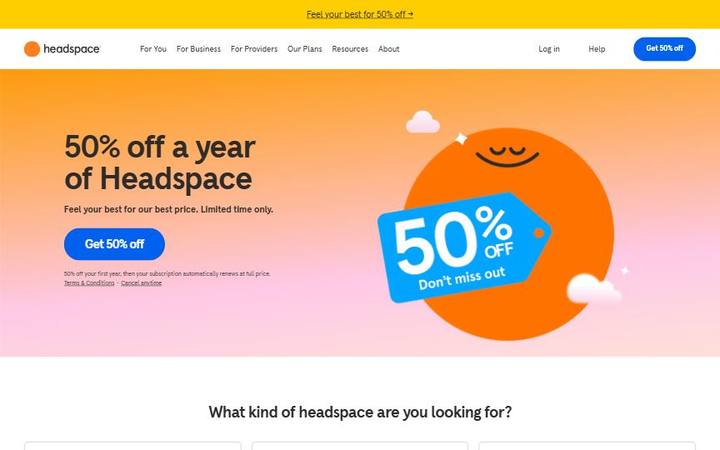 Feel your best for 50% off →
headspace
For You
For Business
For Providers
Our Plans
Resources
About
Log in
Help
Get 50% off
50% off a year
of Headspace
Feel your best for our best price. Limited time only.
Get 50% off
50% off your first year, then your subscription automatically renews at full price.
Terms & Conditions · Cancel anytime
50%
OFF
Don't miss out
What kind of headspace are you looking for?